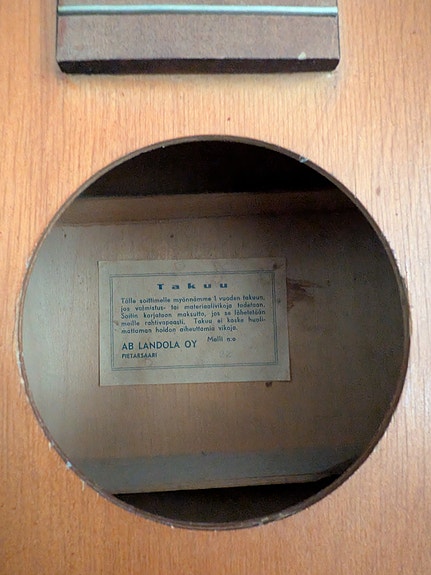 Takuu
Tälle soittimelle myönnämme 1 vuoden takuun,
jos valmistus- tai materiaalivikoja todetaan.
Soitin korjataan maksutta, jos se lähetetään
meille rahtivapaasti. Takuu ei koske huoli-
mattoman hoidon aiheuttamia vikoja.
AB LANDOLA OY Malli n:o
PIETARSAARI